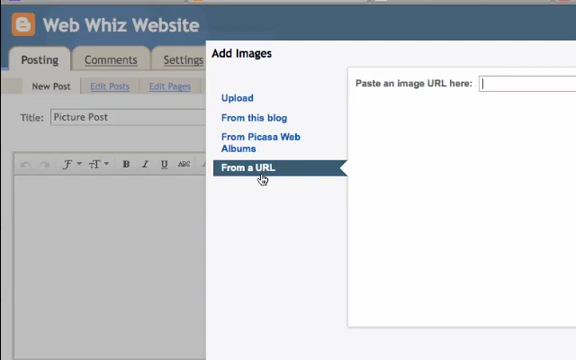 Web Whiz Website
Posting Comments Settings
New Post Edit Posts Edit Pages
Title: Picture Post
F T B I U ABC
Add Images
Upload
From this blog
From Picasa Web
Albums
From a URL
Paste an image URL here: